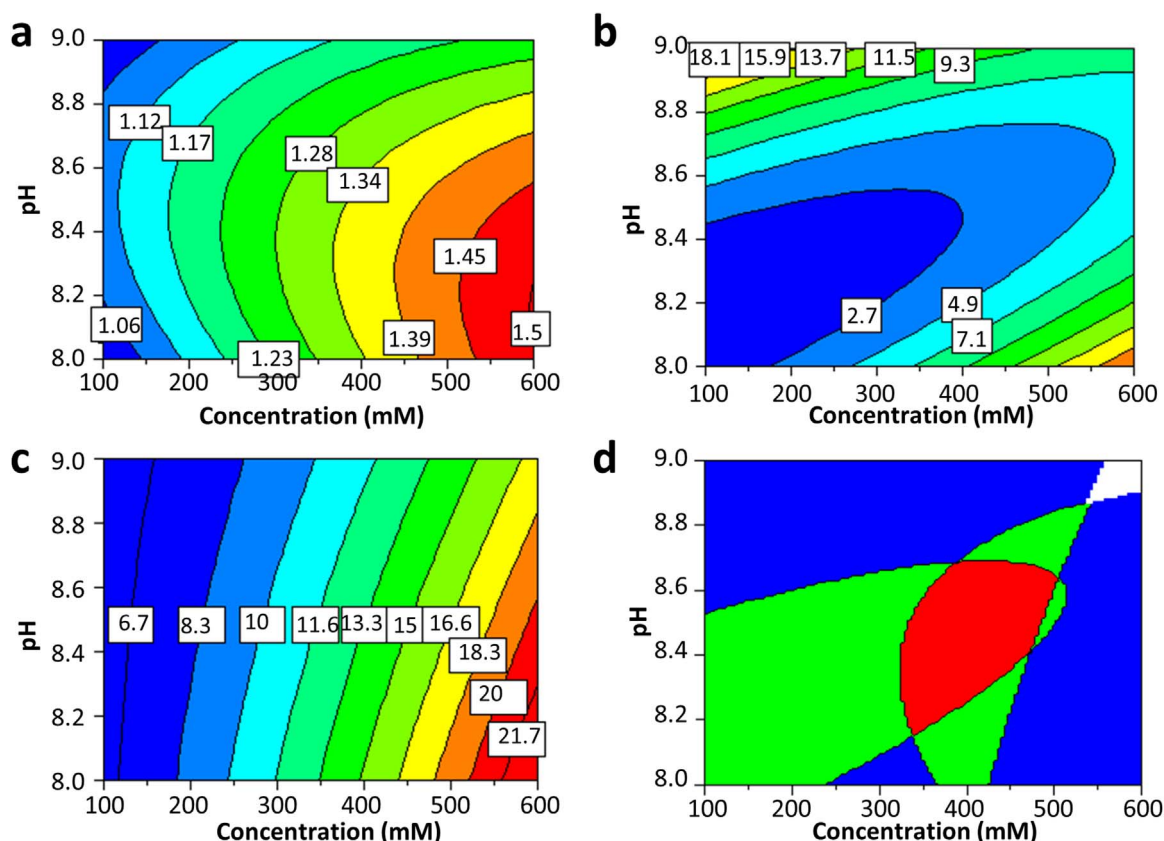 a
9.0
8.8
8.6
8.4
8.2
8.0
pH
1.12
1.17
1.28
1.34
1.45
1.06
1.39
1.5
1.23
100 200 300 400 500 600
Concentration (mM)
b
9.0
8.8
8.6
8.4
8.2
8.0
pH
18.1 15.9 13.7 11.5 9.3
2.7
4.9
7.1
100 200 300 400 500 600
Concentration (mM)
c
9.0
8.8
8.6
8.4
8.2
8.0
pH
6.7 8.3 10 11.6 13.3 15 16.6
18.3
20
21.7
100 200 300 400 500 600
Concentration (mM)
d
9.0
8.8
8.6
8.4
8.2
8.0
pH
100 200 300 400 500 600
Concentration (mM)